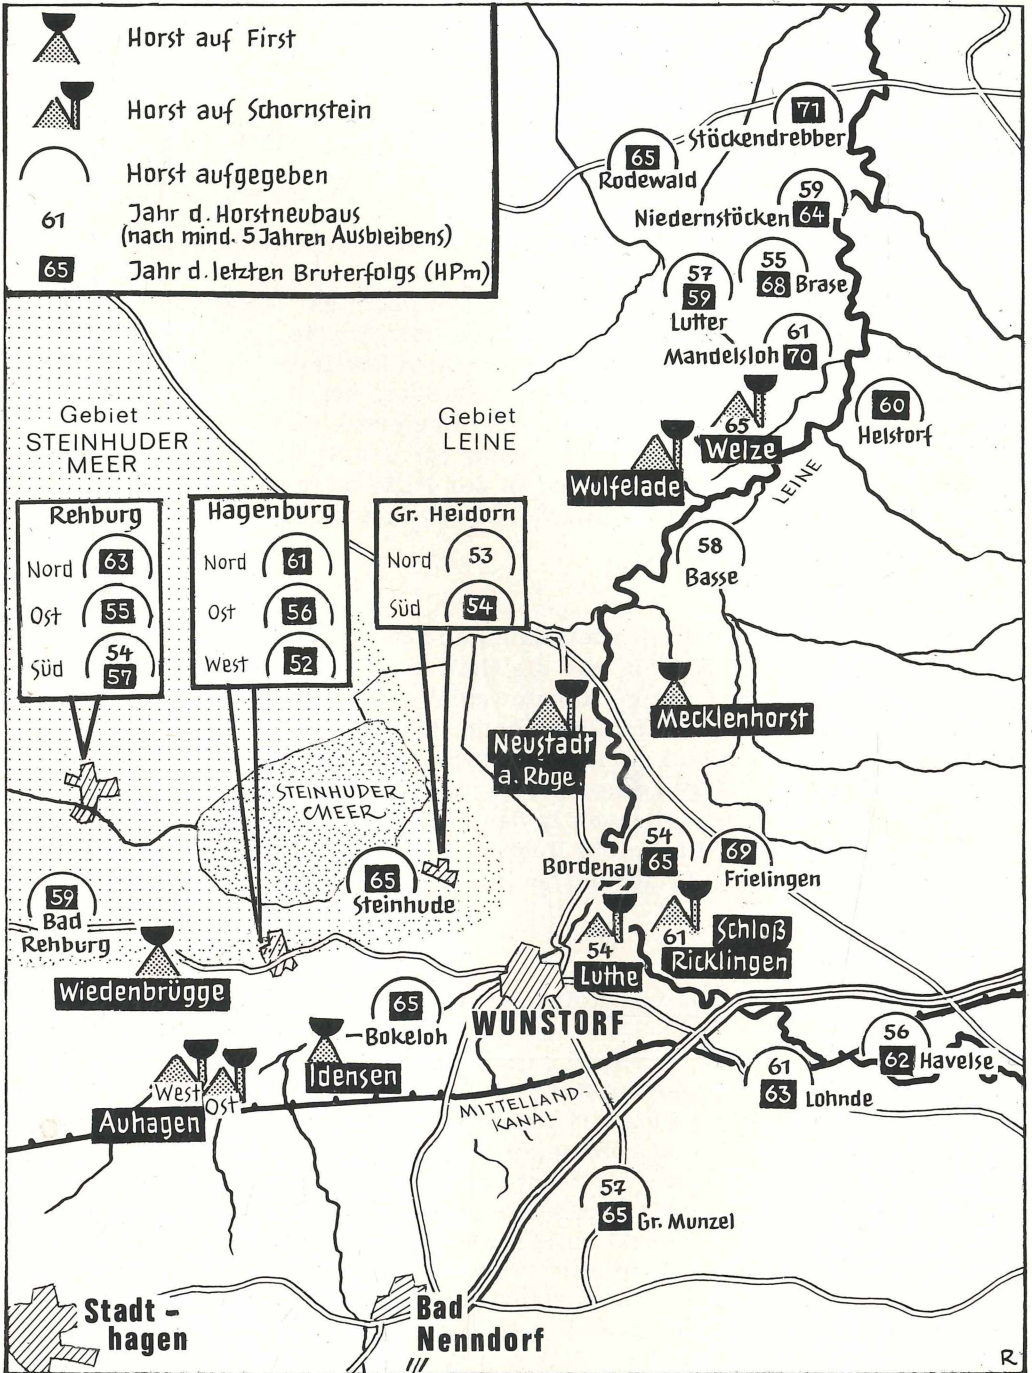 Horst auf First
Horst auf Schornstein
Horst aufgegeben
61 Jahr d. Horstneubaus
(nach mind. 5 Jahren Ausbleibens)
65 Jahr d. letzten Bruterfolgs (HPm)
71
Stöckendrebber
65
Rodewald
59
Niedernstöcken 64
55
68 Brase
57
59
Lutter
61
Mandelsloh 70
60
Helstorf
65
Welze
Wulfelade
LEINE
58
Basse
Gebiet
STEINHUDER
MEER
Gebiet
LEINE
Rehburg
Nord 63
Ost 55
Süd 54
57
Hagenburg
Nord 61
Ost 56
West 52
Gr. Heidorn
Nord 53
Süd 54
Mecklenhorst
Neustadt
a. Rbge.
STEINHUDER
MEER
54
Bordenau 65
69
Frielingen
65
Steinhude
59
Bad
Rehburg
54
Luthe
61 Schloß
Ricklingen
Wiedenbrügge
65
Bokeloh
WUNSTORF
Idensen
56
62 Havelse
61
63 Lohnde
West
Ost
Auhagen
MITTELLAND-
KANAL
57
65 Gr. Munzel
Stadt-
hagen
Bad
Nenndorf
R